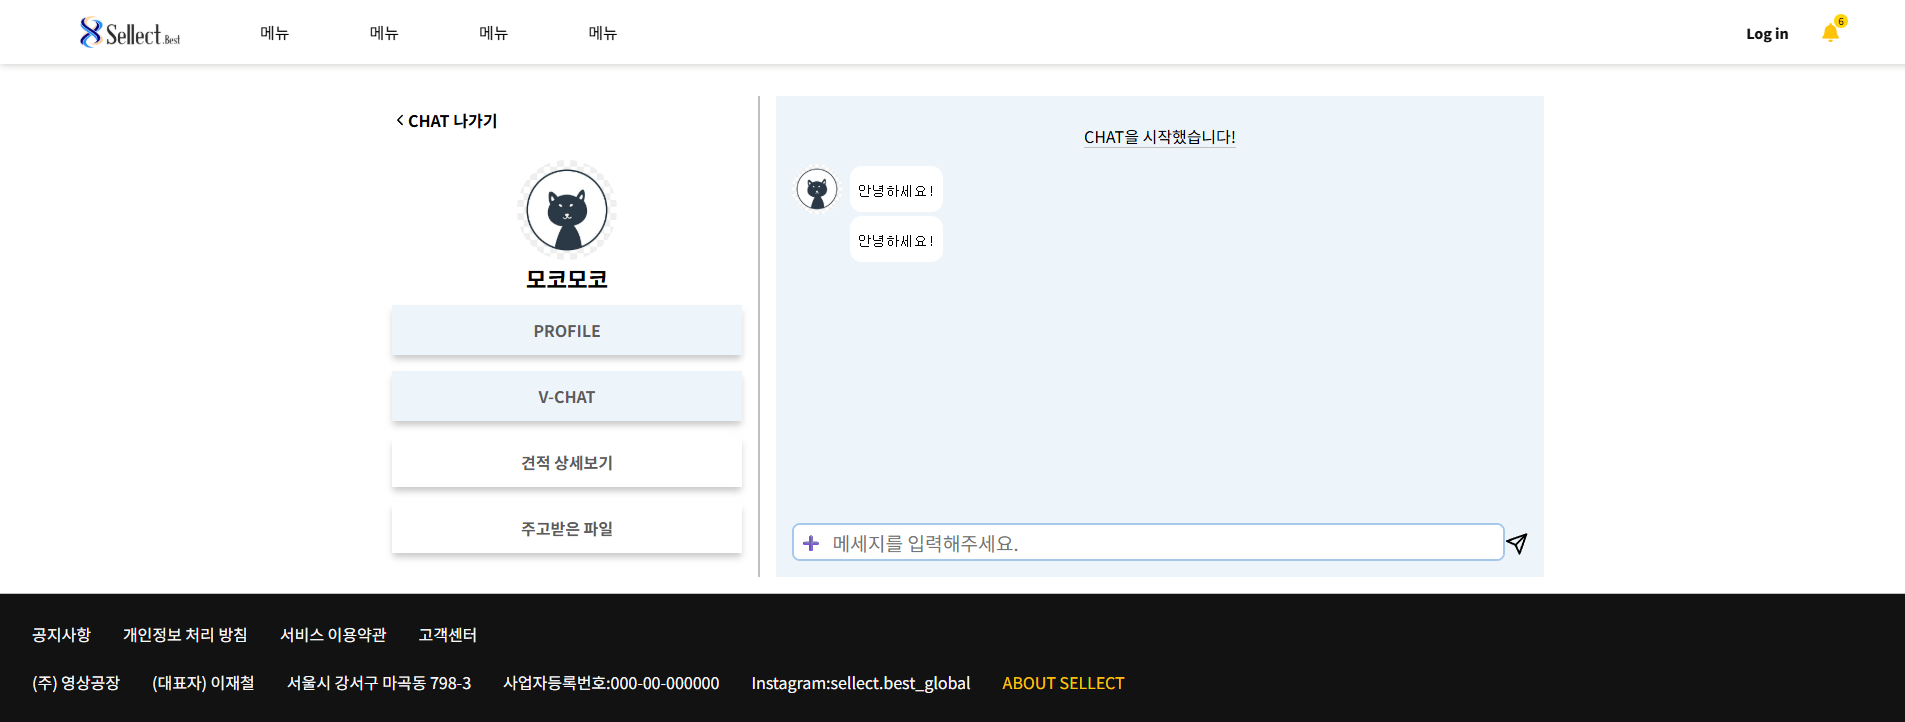 Sellect.Best 메뉴 메뉴 메뉴 메뉴 Log in 6
CHAT 나가기
모코모코
PROFILE
V-CHAT
견적 상세보기
주고받은 파일
CHAT을 시작했습니다!
안녕하세요!
안녕하세요!
메세지를 입력해주세요.
공지사항 개인정보 처리 방침 서비스 이용약관 고객센터
(주) 영상공장 (대표자) 이재철 서울시 강서구 마곡동 798-3 사업자등록번호:000-00-000000 Instagram:sellect.best_global ABOUT SELLECT